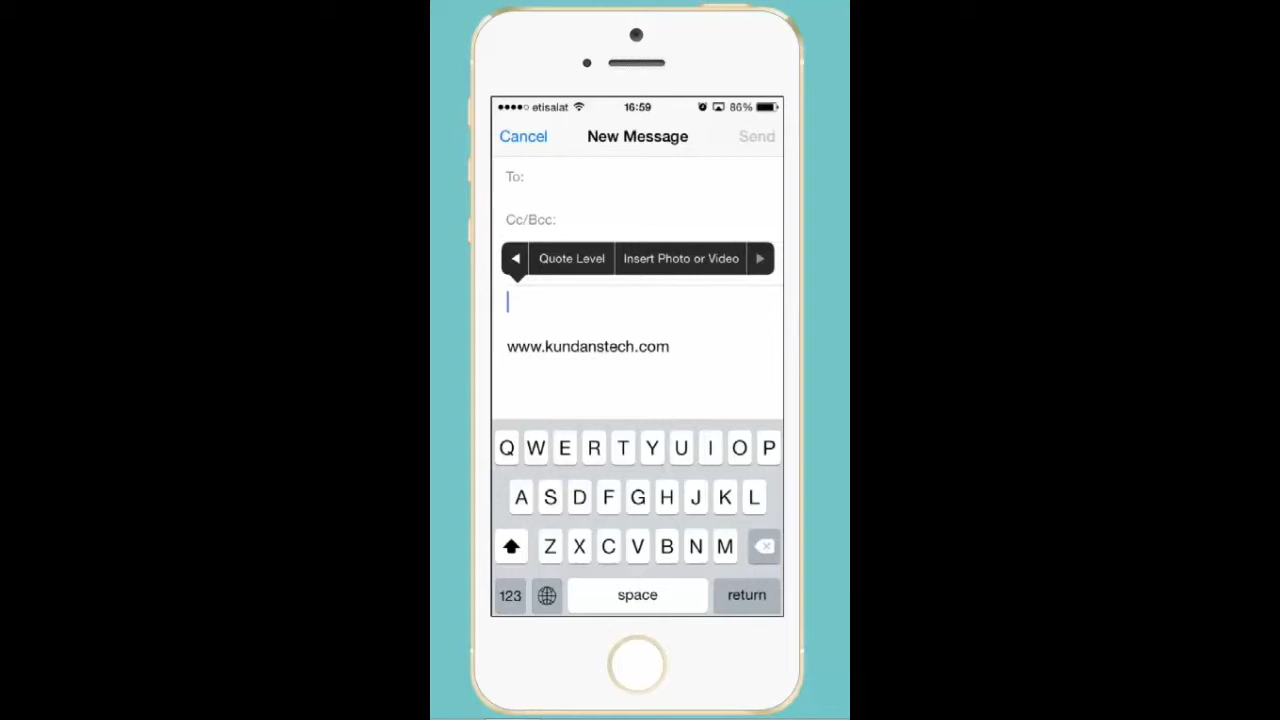 etisalat 16:59 86%
Cancel New Message Send
To:
Cc/Bcc:
Quote Level Insert Photo or Video
www.kundanstech.com
Q W E R T Y U I O P
A S D F G H J K L
Z X C V B N M
123 space return